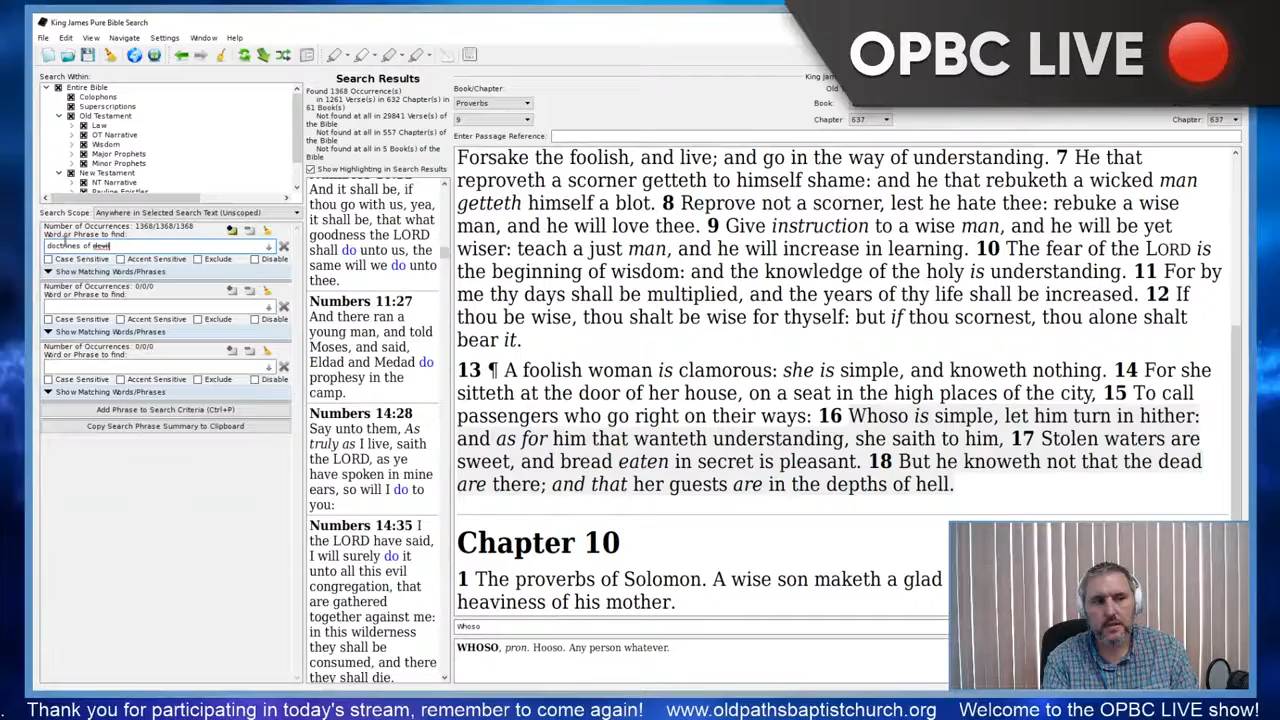 King James Pure Bible Search
File Edit View Navigate Settings Window Help
OPBC LIVE
Search Within:
Entire Bible
Colophons
Superscriptions
Old Testament
Law
OT Narrative
Wisdom
Major Prophets
Minor Prophets
New Testament
NT Narrative
Pauline Epistles
Search Scope: Anywhere in Selected Search Text (Unscoped)
Number of Occurrences: 1368/1368/1368
Word or Phrase to find:
doctrines of devil
Case Sensitive Accent Sensitive Exclude Disable
Show Matching Words/Phrases
Number of Occurrences: 0/0/0
Word or Phrase to find:
Case Sensitive Accent Sensitive Exclude Disable
Show Matching Words/Phrases
Number of Occurrences: 0/0/0
Word or Phrase to find:
Case Sensitive Accent Sensitive Exclude Disable
Show Matching Words/Phrases
Add Phrase to Search Criteria (Ctrl+P)
Copy Search Phrase Summary to Clipboard
Search Results
Found 1368 Occurrence(s)
in 1261 Verse(s) in 632 Chapter(s) in
61 Book(s)
Not found at all in 29841 Verse(s) of
the Bible
Not found at all in 557 Chapter(s) of
the Bible
Not found at all in 5 Book(s) of the
Bible
Show Highlighting in Search Results
And it shall be, if
thou go with us, yea,
it shall be, that what
goodness the LORD
shall do unto us, the
same will we do unto
thee.
Numbers 11:27
And there ran a
young man, and told
Moses, and said,
Eldad and Medad do
prophesy in the
camp.
Numbers 14:28
Say unto them, As
truly as I live, saith
the LORD, as ye
have spoken in mine
ears, so will I do to
you:
Numbers 14:35 I
the LORD have said,
I will surely do it
unto all this evil
congregation, that
are gathered
together against me:
in this wilderness
they shall be
consumed, and there
they shall die.
King
Book/Chapter: Old T
Proverbs Book:
9 Chapter 637 Chapter: 637
Enter Passage Reference:
Forsake the foolish, and live; and go in the way of understanding. 7 He that
reproveth a scorner getteth to himself shame: and he that rebuketh a wicked man
getteth himself a blot. 8 Reprove not a scorner, lest he hate thee: rebuke a wise
man, and he will love thee. 9 Give instruction to a wise man, and he will be yet
wiser: teach a just man, and he will increase in learning. 10 The fear of the LORD is
the beginning of wisdom: and the knowledge of the holy is understanding. 11 For by
me thy days shall be multiplied, and the years of thy life shall be increased. 12 If
thou be wise, thou shalt be wise for thyself: but if thou scornest, thou alone shalt
bear it.
13 ¶ A foolish woman is clamorous: she is simple, and knoweth nothing. 14 For she
sitteth at the door of her house, on a seat in the high places of the city, 15 To call
passengers who go right on their ways: 16 Whoso is simple, let him turn in hither:
and as for him that wanteth understanding, she saith to him, 17 Stolen waters are
sweet, and bread eaten in secret is pleasant. 18 But he knoweth not that the dead
are there; and that her guests are in the depths of hell.
Chapter 10
1 The proverbs of Solomon. A wise son maketh a glad
heaviness of his mother.
Whoso
WHOSO, pron. Hooso. Any person whatever.
. Thank you for participating in today's stream, remember to come again! www.oldpathsbaptistchurch.org Welcome to the OPBC LIVE show!